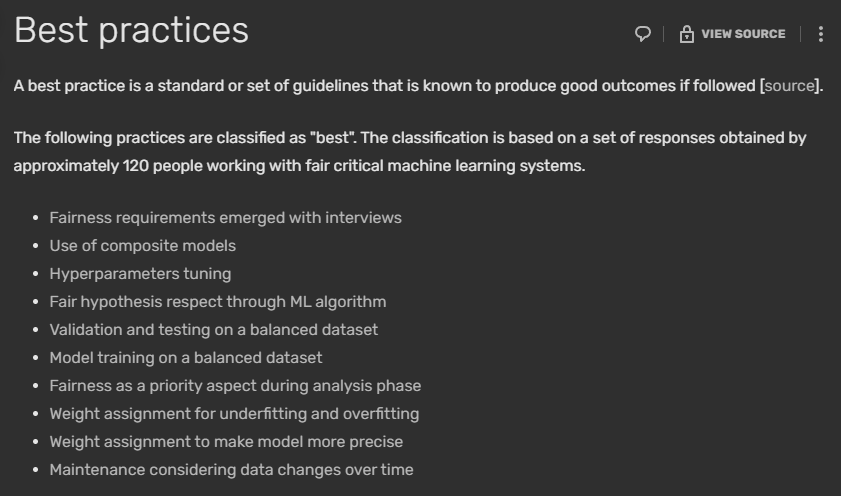 Best practices
VIEW SOURCE
A best practice is a standard or set of guidelines that is known to produce good outcomes if followed [source].
The following practices are classified as "best". The classification is based on a set of responses obtained by
approximately 120 people working with fair critical machine learning systems.
• Fairness requirements emerged with interviews
• Use of composite models
• Hyperparameters tuning
• Fair hypothesis respect through ML algorithm
• Validation and testing on a balanced dataset
• Model training on a balanced dataset
• Fairness as a priority aspect during analysis phase
• Weight assignment for underfitting and overfitting
• Weight assignment to make model more precise
• Maintenance considering data changes over time